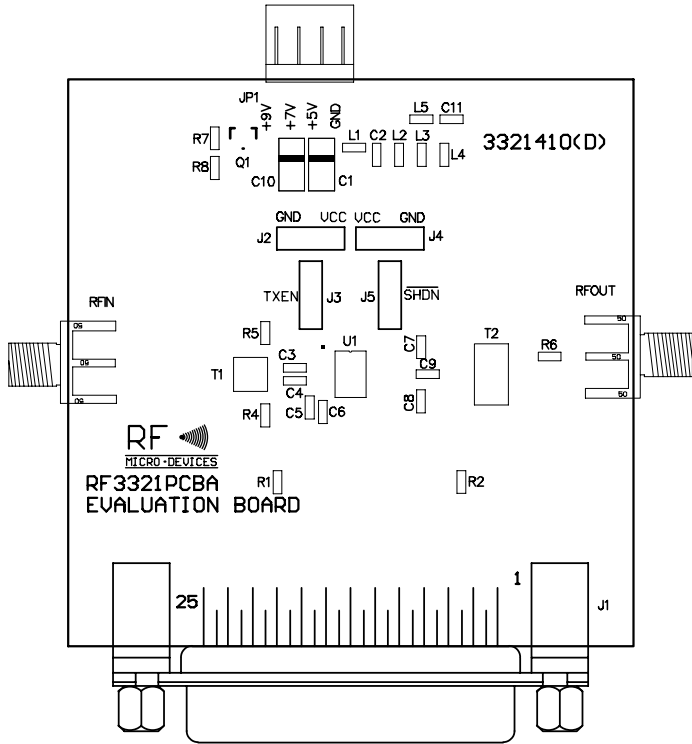 JP1
+9V
+7V
+5V
GND
L5 C11
R7
Q1
R8
C10
C1
L1 C2 L2 L3
L4
3321410(D)
GND VCC VCC GND
J2
J4
TXEN J3 J5 SHDN
RFIN
RFOUT
50
50
50
50
50
50
R5
U1
C7
T2
R6
T1
C3
C9
C4
R4
C5
C6
C8
RF
MICRO·DEVICES
RF3321PCBA
EVALUATION BOARD
R1
R2
25
1
J1